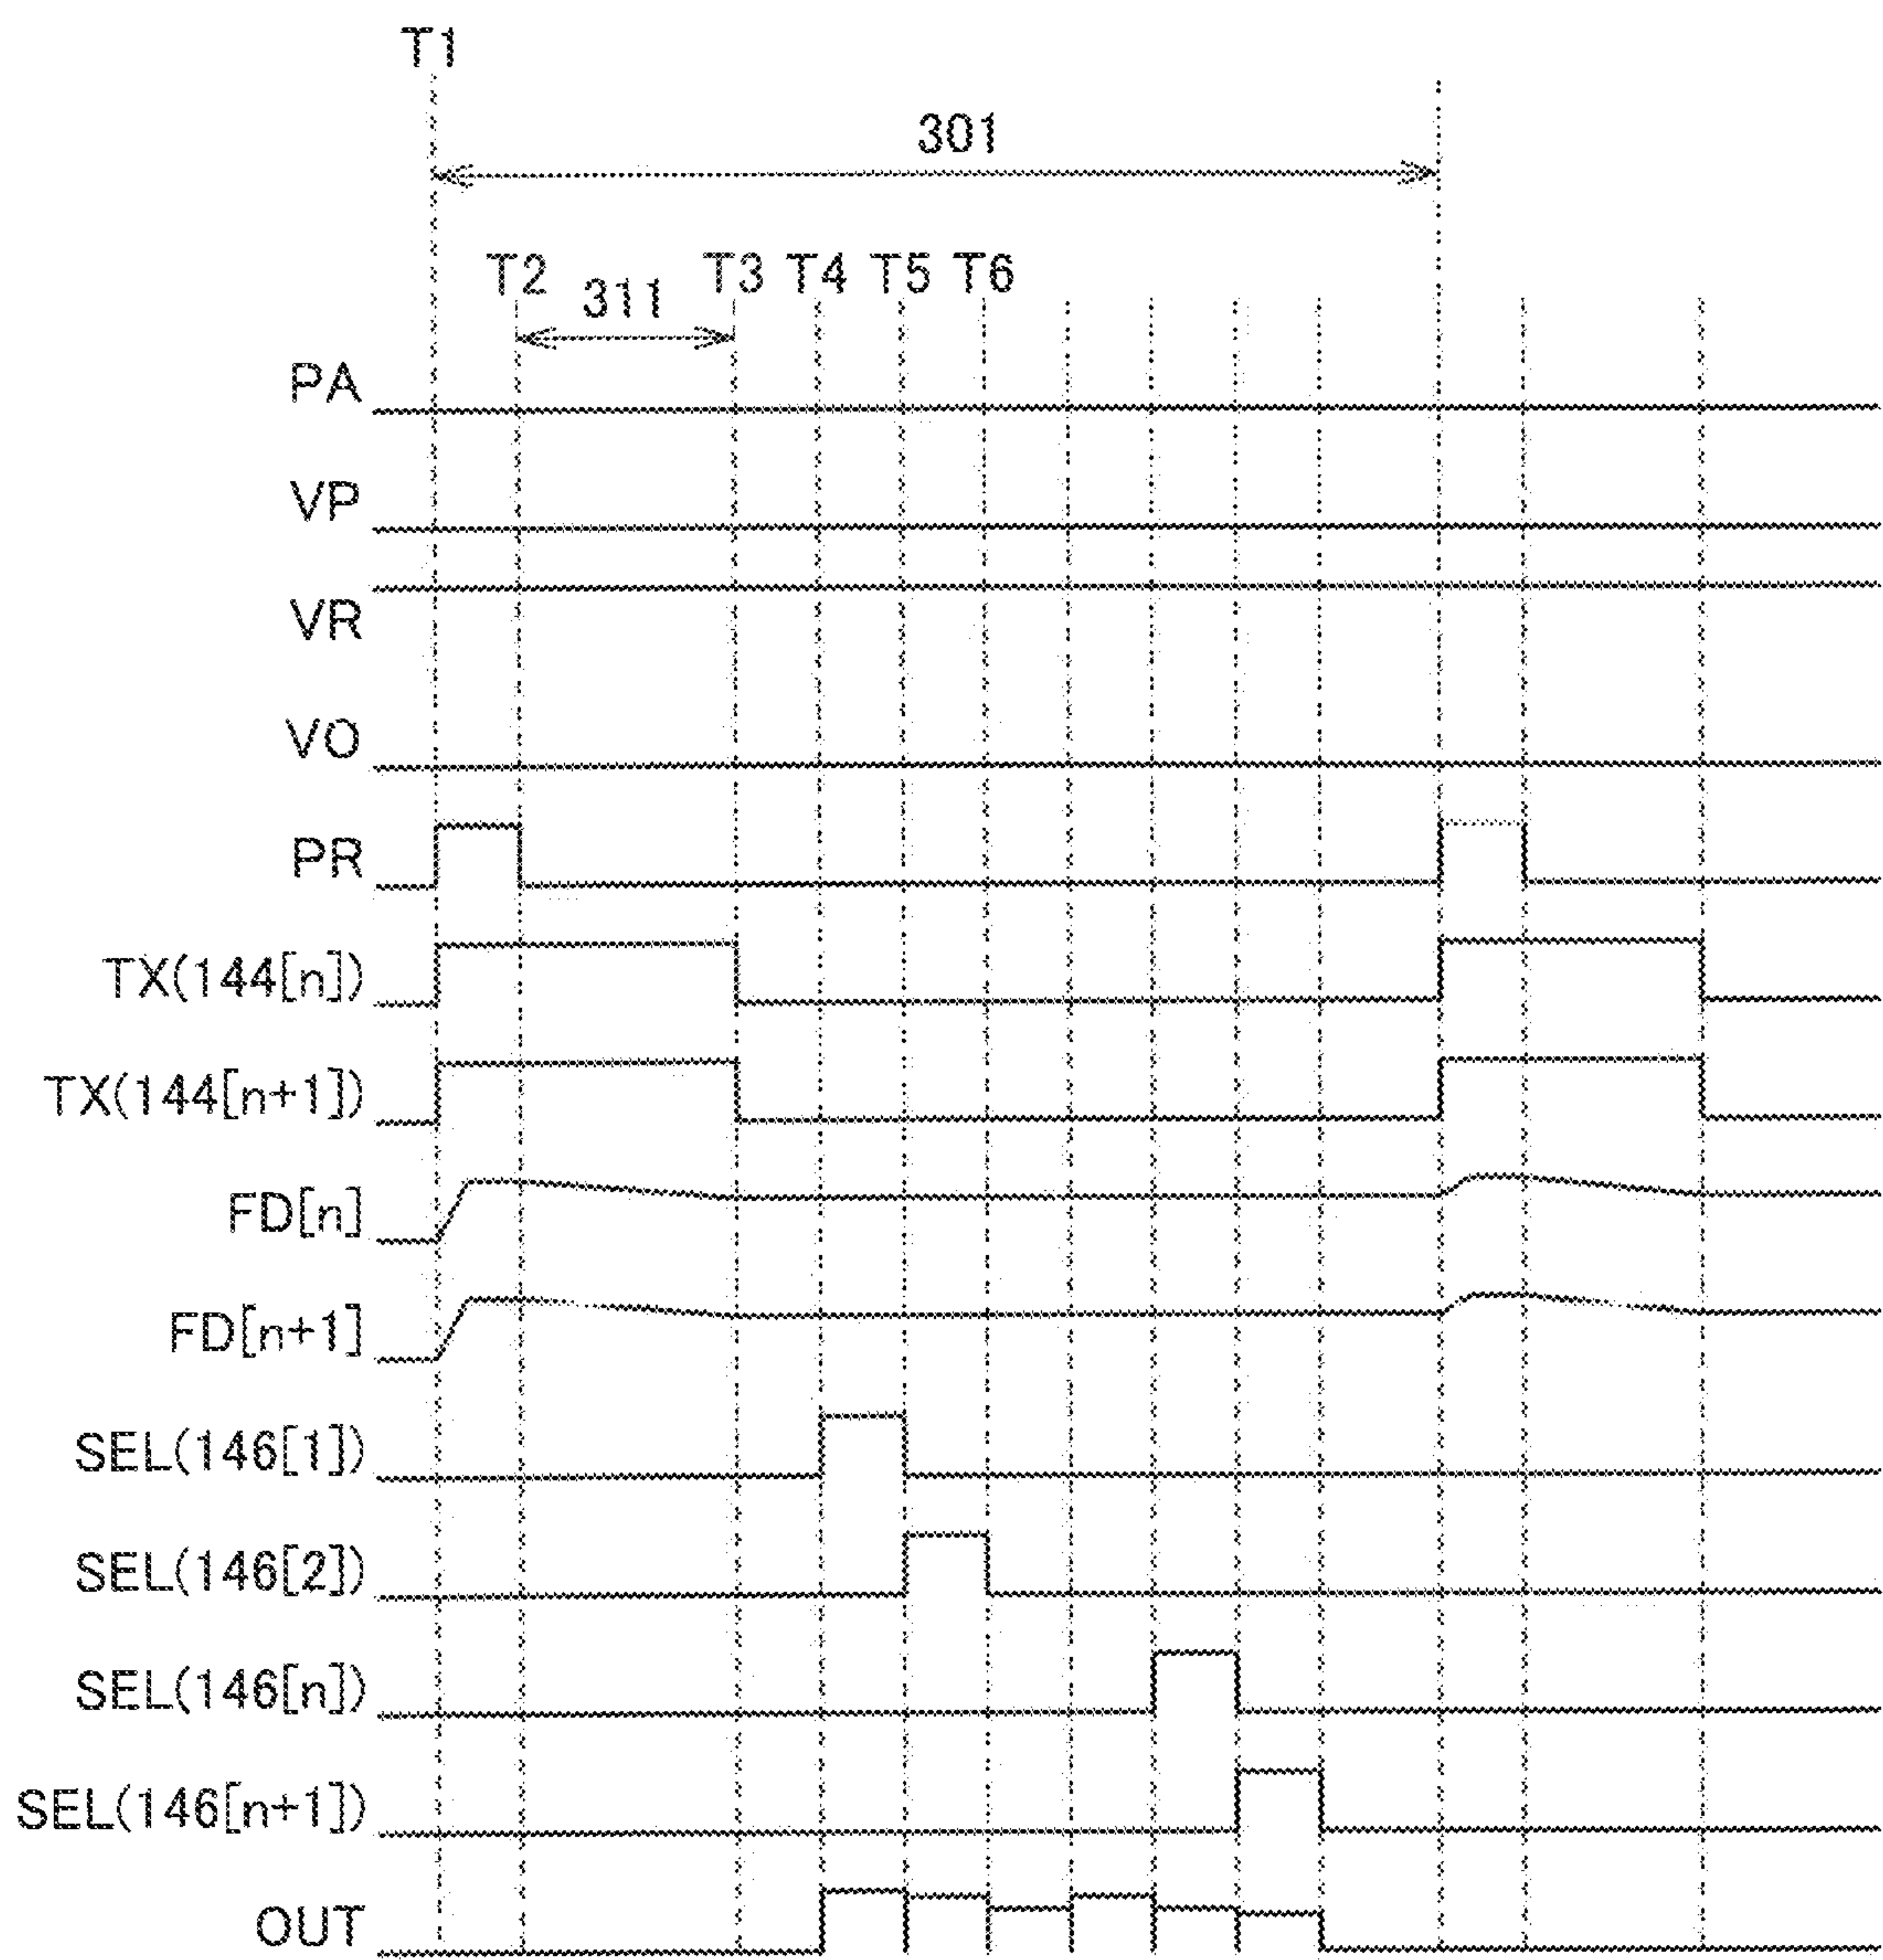 T1
301
T2 311 T3 T4 T5 T6
PA
VP
VR
VO
PR
TX(144[n])
TX(144[n+1])
FD[n]
FD[n+1]
SEL(146[1])
SEL(146[2])
SEL(146[n])
SEL(146[n+1])
OUT